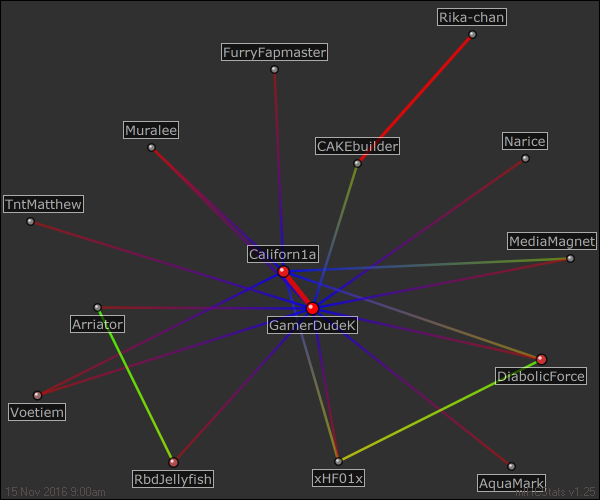 Rika-chan
FurryFapmaster
Muralee
CAKEbuilder
Narice
TntMatthew
MediaMagnet
Californ1a
Arriator
GamerDudeK
DiabolicForce
Voetiem
RbdJellyfish
xHF01x
AquaMark
15 Nov 2016 9:00am
mIRCStats v1.25